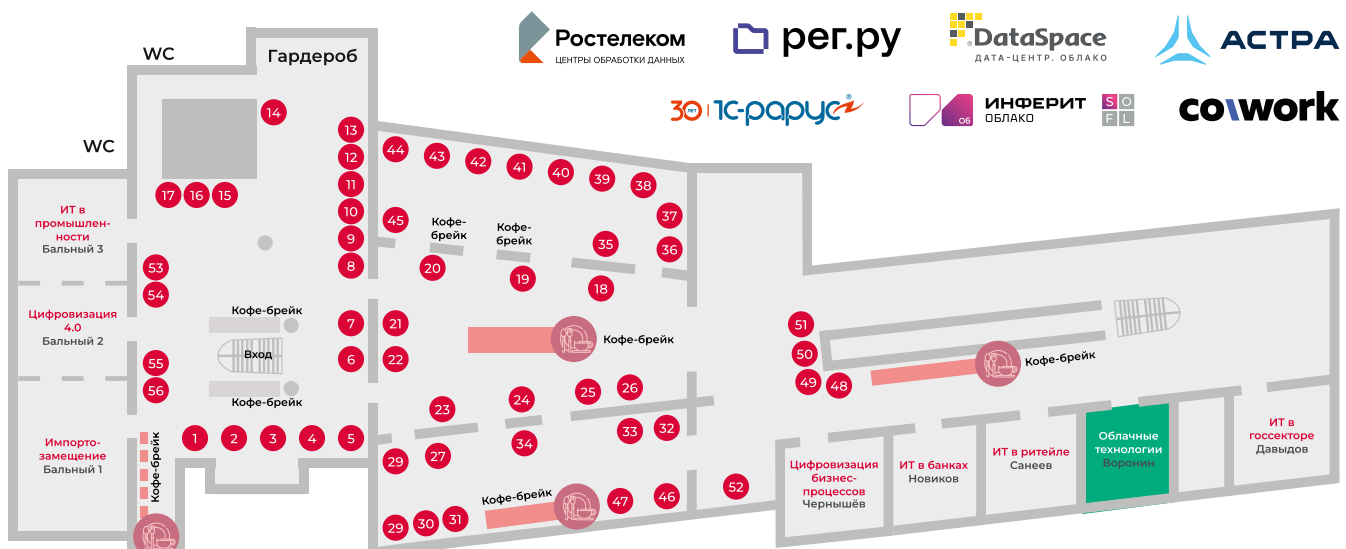 Ростелеком
ЦЕНТРЫ ОБРАБОТКИ ДАННЫХ
рег.ру
DataSpace
ДАТА-ЦЕНТР. ОБЛАКО
АСТРА
30 ЛЕТ
1С-рарус
ИНФЕРИТ
ОБЛАКО
Об
SO
FL
cowork
WC
Гардероб
WC
14
13
12
11
10
9
8
17
16
15
44
43
42
41
40
39
38
37
36
45
Кофе-
брейк
Кофе-
брейк
35
20
19
18
ИТ в
промышлен-
ности
Бальный 3
53
54
Цифровизация
4.0
Бальный 2
55
56
Кофе-брейк
Вход
Кофе-брейк
7
6
21
22
Кофе-брейк
Импорто-
замещение
Бальный 1
Кофе-брейк
1
2
3
4
5
23
24
25
26
29
27
34
33
32
29
30
31
Кофе-брейк
47
46
52
51
50
49
48
Кофе-брейк
Цифровизация
бизнес-
процессов
Чернышёв
ИТ в банках
Новиков
ИТ в ритейле
Санеев
Облачные
технологии
Воронин
ИТ в
госсекторе
Давыдов